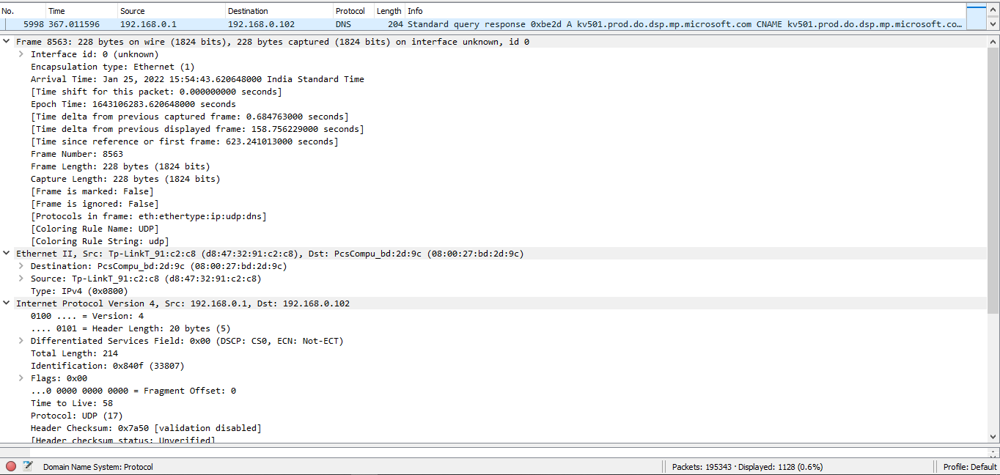 No. Time Source Destination Protocol Length Info
5998 367.011596 192.168.0.1 192.168.0.102 DNS 204 Standard query response 0xbe2d A kv501.prod.do.dsp.mp.microsoft.com CNAME kv501.prod.do.dsp.mp.microsoft.co…
Frame 8563: 228 bytes on wire (1824 bits), 228 bytes captured (1824 bits) on interface unknown, id 0
Interface id: 0 (unknown)
Encapsulation type: Ethernet (1)
Arrival Time: Jan 25, 2022 15:54:43.620648000 India Standard Time
[Time shift for this packet: 0.000000000 seconds]
Epoch Time: 1643106283.620648000 seconds
[Time delta from previous captured frame: 0.684763000 seconds]
[Time delta from previous displayed frame: 158.756229000 seconds]
[Time since reference or first frame: 623.241013000 seconds]
Frame Number: 8563
Frame Length: 228 bytes (1824 bits)
Capture Length: 228 bytes (1824 bits)
[Frame is marked: False]
[Frame is ignored: False]
[Protocols in frame: eth:ethertype:ip:udp:dns]
[Coloring Rule Name: UDP]
[Coloring Rule String: udp]
Ethernet II, Src: Tp-LinkT_91:c2:c8 (d8:47:32:91:c2:c8), Dst: PcsCompu_bd:2d:9c (08:00:27:bd:2d:9c)
Destination: PcsCompu_bd:2d:9c (08:00:27:bd:2d:9c)
Source: Tp-LinkT_91:c2:c8 (d8:47:32:91:c2:c8)
Type: IPv4 (0x0800)
Internet Protocol Version 4, Src: 192.168.0.1, Dst: 192.168.0.102
0100 .... = Version: 4
.... 0101 = Header Length: 20 bytes (5)
Differentiated Services Field: 0x00 (DSCP: CS0, ECN: Not-ECT)
Total Length: 214
Identification: 0x840f (33807)
Flags: 0x00
...0 0000 0000 0000 = Fragment Offset: 0
Time to Live: 58
Protocol: UDP (17)
Header Checksum: 0x7a50 [validation disabled]
[Header checksum status: Unverified]
Domain Name System: Protocol Packets: 195343 · Displayed: 1128 (0.6%) Profile: Default